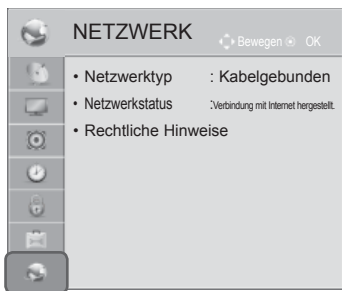 NETZWERK Bewegen OK
• Netzwerktyp : Kabelgebunden
• Netzwerkstatus :Verbindung mit Internet hergestellt.
• Rechtliche Hinweise